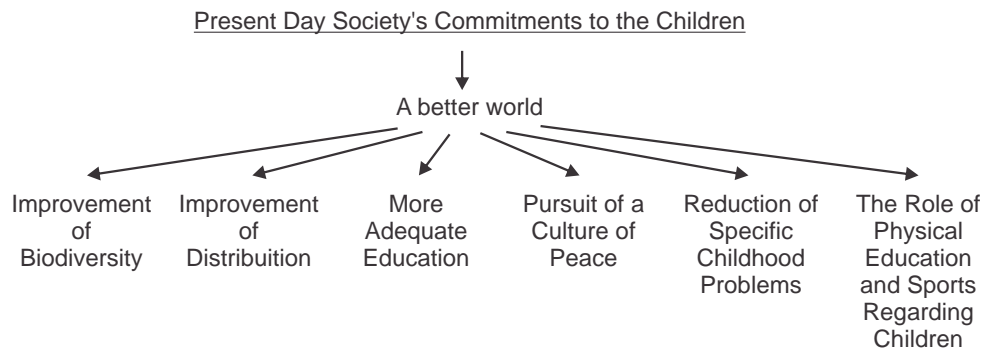 Present Day Society's Commitments to the Children
A better world
Improvement
of
Biodiversity
Improvement
of
Distribuition
More
Adequate
Education
Pursuit of a
Culture of
Peace
Reduction of
Specific
Childhood
Problems
The Role of
Physical
Education
and Sports
Regarding
Children